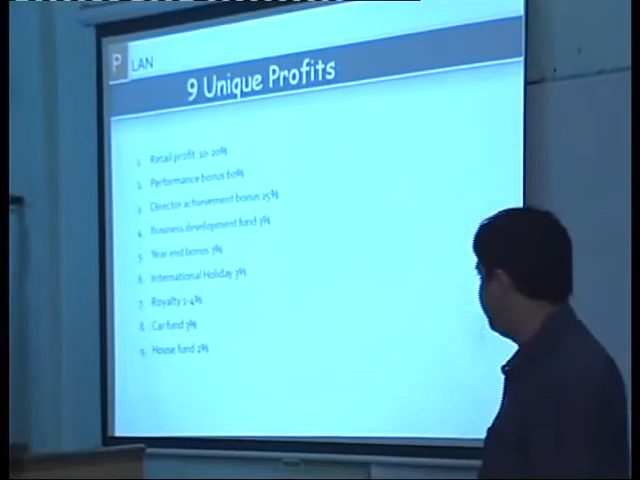 P LAN
9 Unique Profits
1. Retail profit 10-20%
2. Performance bonus 60%
3. Director achievement bonus 25%
4. Business development fund 3%
5. Year end bonus 3%
6. International Holiday 3%
7. Royalty 1-4%
8. Car fund 3%
9. House fund 2%